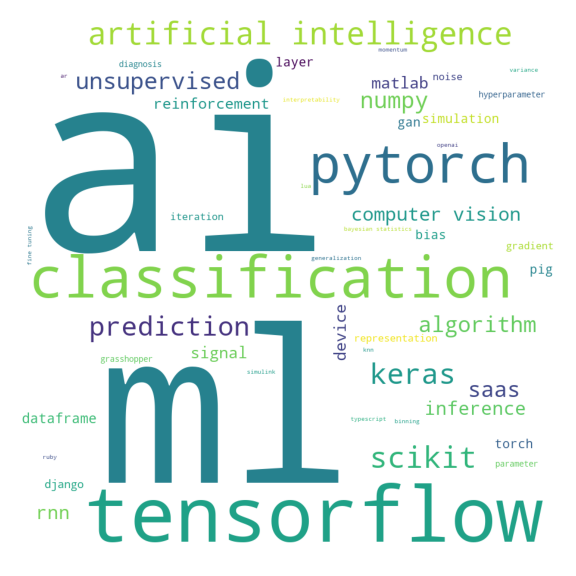 artificial intelligence
momentum
diagnosis
layer
ar
unsupervised
matlab
noise
variance
ai
reinforcement
interpretability
numpy
hyperparameter
gan
simulation
openai
pytorch
lua
iteration
computer vision
Bayesian statistics
bias
fine tuning
generalization
gradient
classification
pig
prediction
device
algorithm
representation
signal
knn
grasshopper
ml
simulink
keras
saas
inference
dataframe
typescript
binning
ruby
scikit
torch
parameter
django
rnn
tensorflow